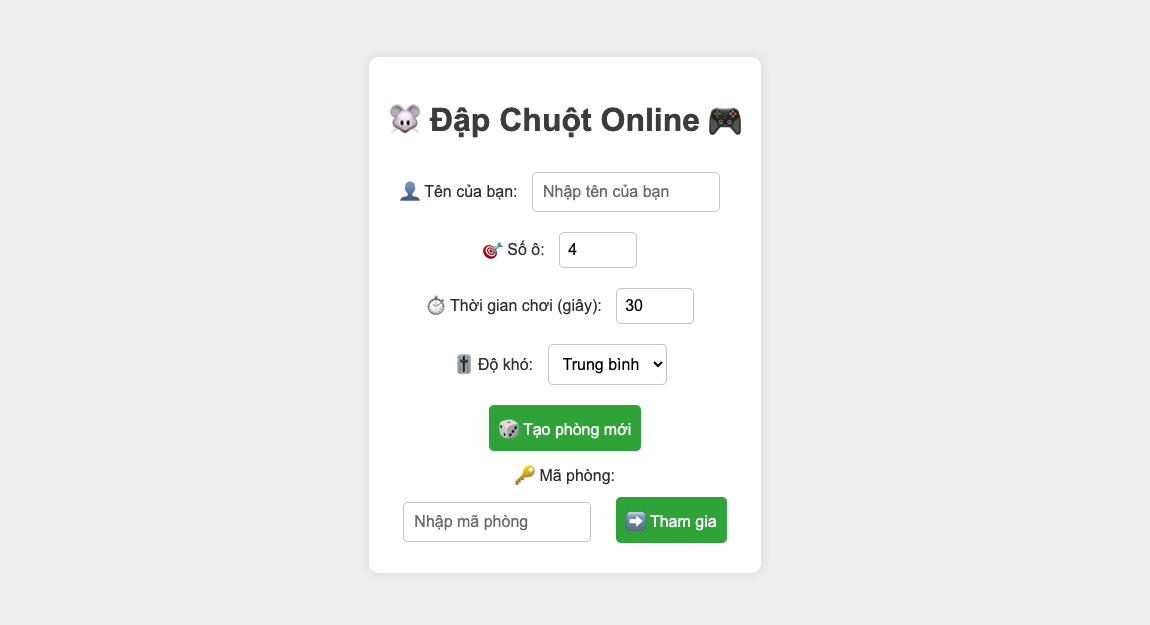 🐭 Đập Chuột Online 🎮
👤 Tên của bạn: Nhập tên của bạn
🎯 Số ô: 4
⏱️ Thời gian chơi (giây): 30
🎚️ Độ khó: Trung bình
🎲 Tạo phòng mới
🔑 Mã phòng:
Nhập mã phòng ➡️ Tham gia